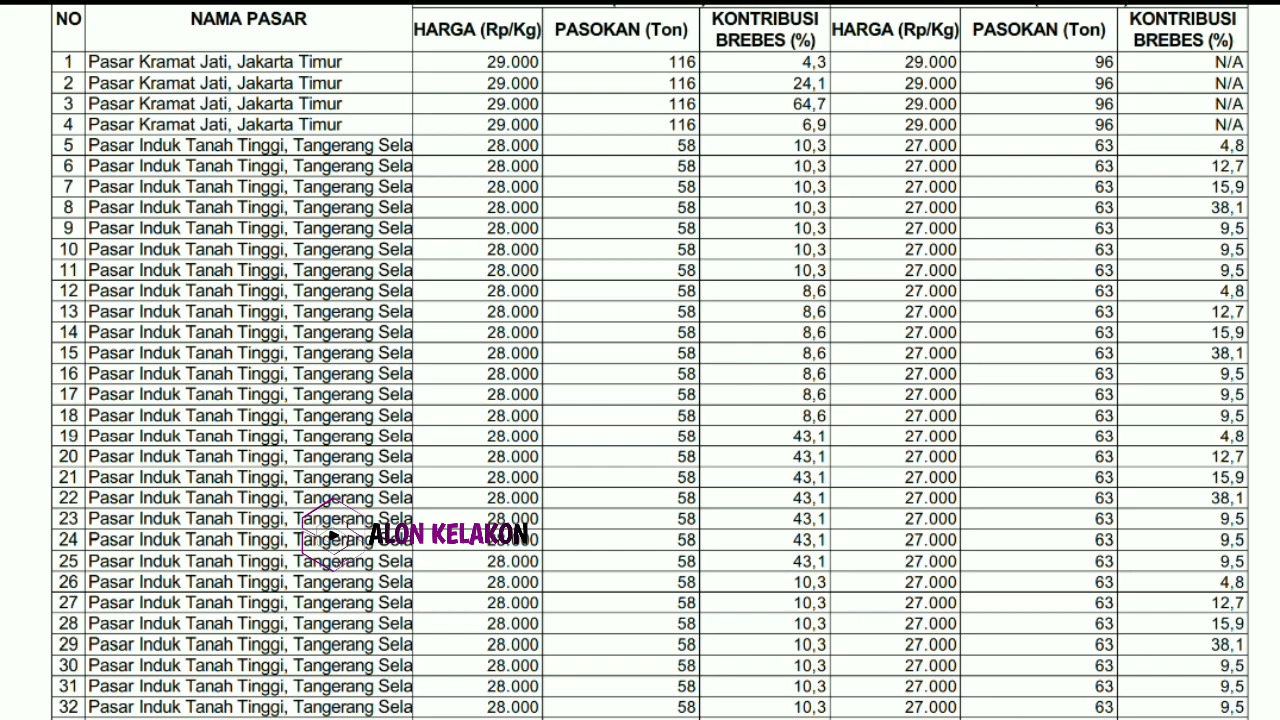 NO NAMA PASAR HARGA (Rp/Kg) PASOKAN (Ton) KONTRIBUSI BREBES (%) HARGA (Rp/Kg) PASOKAN (Ton) KONTRIBUSI BREBES (%)
1 Pasar Kramat Jati, Jakarta Timur 29.000 116 4,3 29.000 96 N/A
2 Pasar Kramat Jati, Jakarta Timur 29.000 116 24,1 29.000 96 N/A
3 Pasar Kramat Jati, Jakarta Timur 29.000 116 64,7 29.000 96 N/A
4 Pasar Kramat Jati, Jakarta Timur 29.000 116 6,9 29.000 96 N/A
5 Pasar Induk Tanah Tinggi, Tangerang Sela 28.000 58 10,3 27.000 63 4,8
6 Pasar Induk Tanah Tinggi, Tangerang Sela 28.000 58 10,3 27.000 63 12,7
7 Pasar Induk Tanah Tinggi, Tangerang Sela 28.000 58 10,3 27.000 63 15,9
8 Pasar Induk Tanah Tinggi, Tangerang Sela 28.000 58 10,3 27.000 63 38,1
9 Pasar Induk Tanah Tinggi, Tangerang Sela 28.000 58 10,3 27.000 63 9,5
10 Pasar Induk Tanah Tinggi, Tangerang Sela 28.000 58 10,3 27.000 63 9,5
11 Pasar Induk Tanah Tinggi, Tangerang Sela 28.000 58 10,3 27.000 63 9,5
12 Pasar Induk Tanah Tinggi, Tangerang Sela 28.000 58 8,6 27.000 63 4,8
13 Pasar Induk Tanah Tinggi, Tangerang Sela 28.000 58 8,6 27.000 63 12,7
14 Pasar Induk Tanah Tinggi, Tangerang Sela 28.000 58 8,6 27.000 63 15,9
15 Pasar Induk Tanah Tinggi, Tangerang Sela 28.000 58 8,6 27.000 63 38,1
16 Pasar Induk Tanah Tinggi, Tangerang Sela 28.000 58 8,6 27.000 63 9,5
17 Pasar Induk Tanah Tinggi, Tangerang Sela 28.000 58 8,6 27.000 63 9,5
18 Pasar Induk Tanah Tinggi, Tangerang Sela 28.000 58 8,6 27.000 63 9,5
19 Pasar Induk Tanah Tinggi, Tangerang Sela 28.000 58 43,1 27.000 63 4,8
20 Pasar Induk Tanah Tinggi, Tangerang Sela 28.000 58 43,1 27.000 63 12,7
21 Pasar Induk Tanah Tinggi, Tangerang Sela 28.000 58 43,1 27.000 63 15,9
22 Pasar Induk Tanah Tinggi, Tangerang Sela 28.000 58 43,1 27.000 63 38,1
23 Pasar Induk Tanah Tinggi, Tangerang Sela 28.000 58 43,1 27.000 63 9,5
ALON KELAKON
24 Pasar Induk Tanah Tinggi, Tangerang 58 43,1 27.000 63 9,5
25 Pasar Induk Tanah Tinggi, Tangerang Sela 28.000 58 43,1 27.000 63 9,5
26 Pasar Induk Tanah Tinggi, Tangerang Sela 28.000 58 10,3 27.000 63 4,8
27 Pasar Induk Tanah Tinggi, Tangerang Sela 28.000 58 10,3 27.000 63 12,7
28 Pasar Induk Tanah Tinggi, Tangerang Sela 28.000 58 10,3 27.000 63 15,9
29 Pasar Induk Tanah Tinggi, Tangerang Sela 28.000 58 10,3 27.000 63 38,1
30 Pasar Induk Tanah Tinggi, Tangerang Sela 28.000 58 10,3 27.000 63 9,5
31 Pasar Induk Tanah Tinggi, Tangerang Sela 28.000 58 10,3 27.000 63 9,5
32 Pasar Induk Tanah Tinggi, Tangerang Sela 28.000 58 10,3 27.000 63 9,5